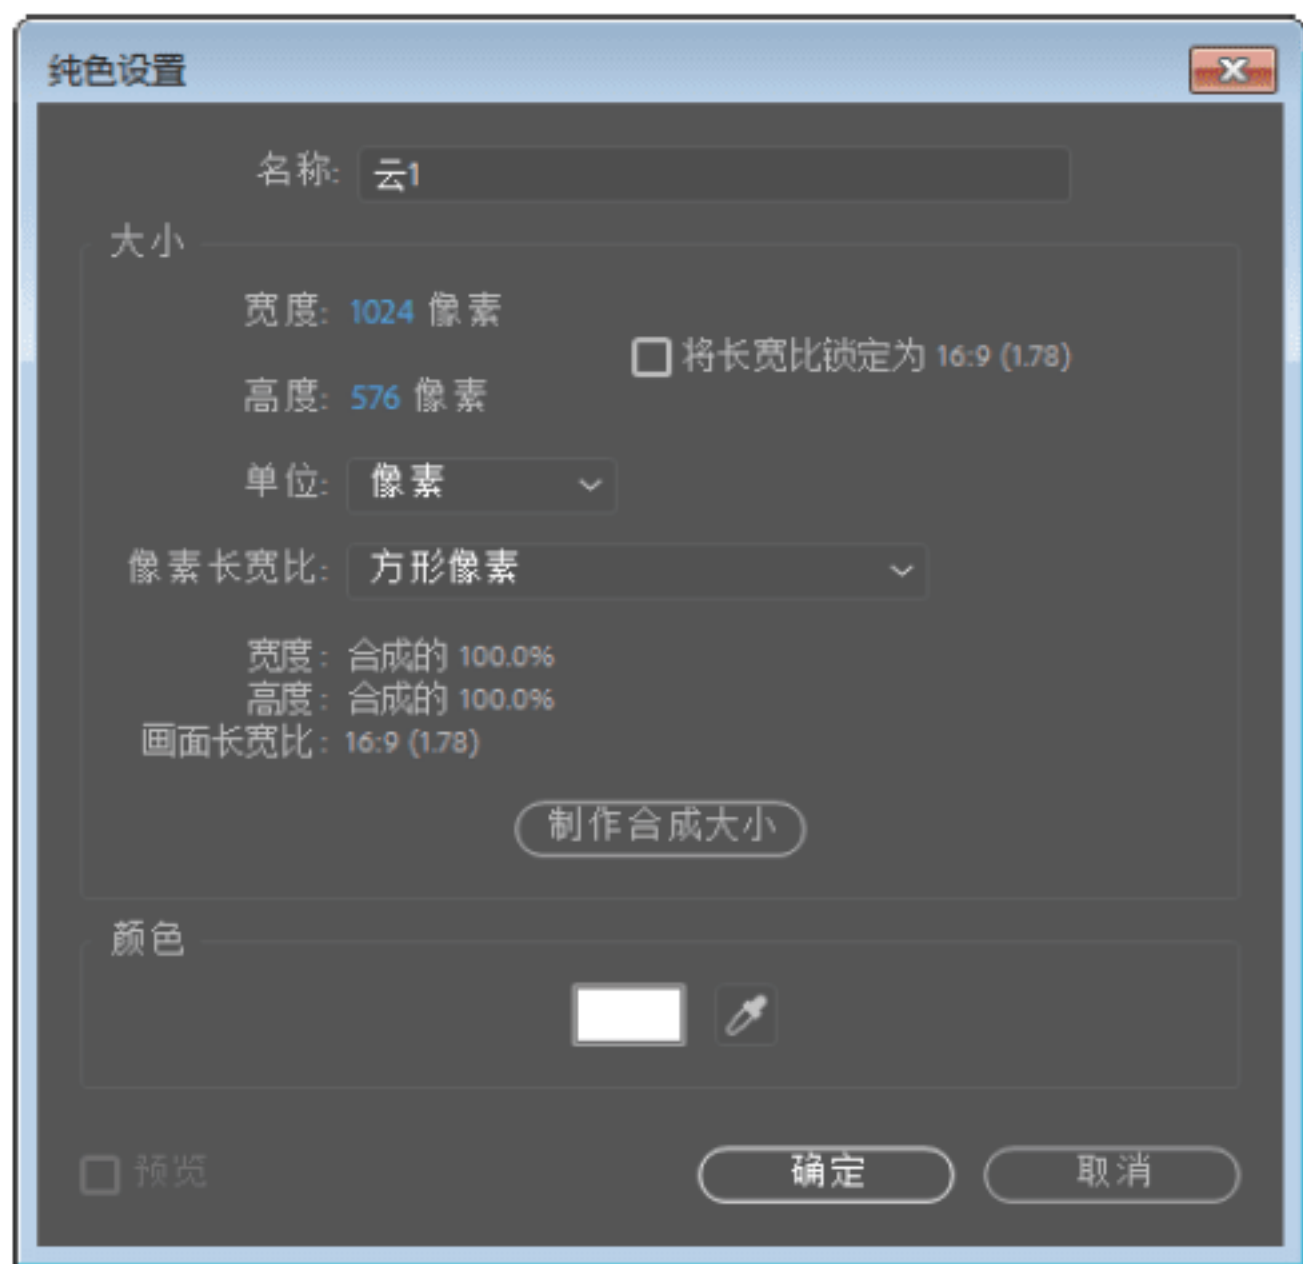 纯色设置
名称: 云1
大小
宽度: 1024 像素
将长宽比锁定为 16:9 (1.78)
高度: 576 像素
单位: 像素
像素长宽比: 方形像素
宽度: 合成的 100.0%
高度: 合成的 100.0%
画面长宽比: 16:9 (1.78)
制作合成大小
颜色
预览 确定 取消